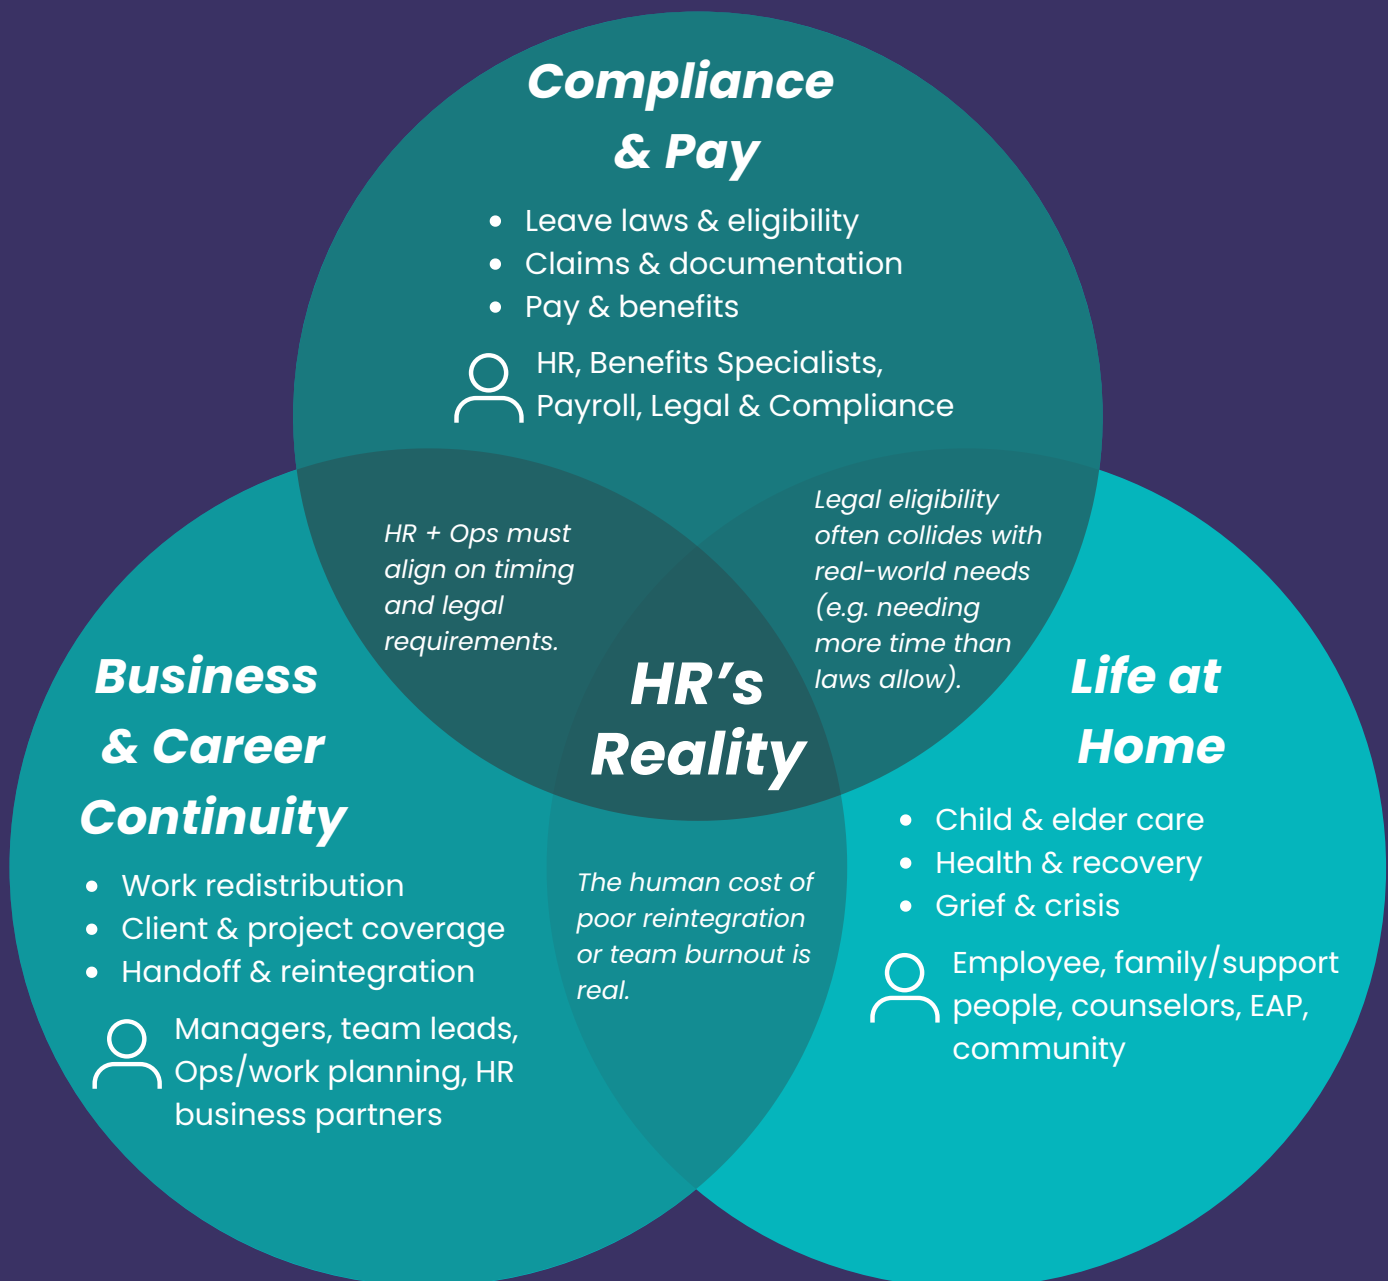 Compliance
& Pay
• Leave laws & eligibility
• Claims & documentation
• Pay & benefits
HR, Benefits Specialists,
Payroll, Legal & Compliance
HR + Ops must
align on timing
and legal
requirements.
Legal eligibility
often collides with
real-world needs
(e.g. needing
more time than
laws allow).
HR’s
Reality
Business
& Career
Continuity
• Work redistribution
• Client & project coverage
• Handoff & reintegration
Managers, team leads,
Ops/work planning, HR
business partners
The human cost of
poor reintegration
or team burnout is
real.
Life at
Home
• Child & elder care
• Health & recovery
• Grief & crisis
Employee, family/support
people, counselors, EAP,
community